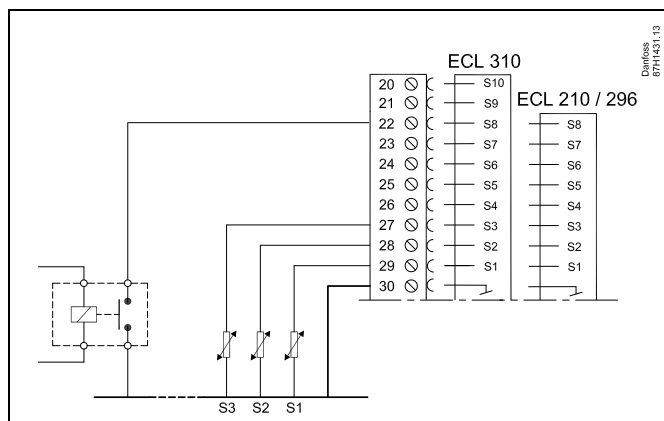 Danfoss
87H1431.13
ECL 310
ECL 210 / 296
20 S10
21 S9
22 S8 S8
23 S7 S7
24 S6 S6
25 S5 S5
26 S4 S4
27 S3 S3
28 S2 S2
29 S1 S1
30
S3 S2 S1